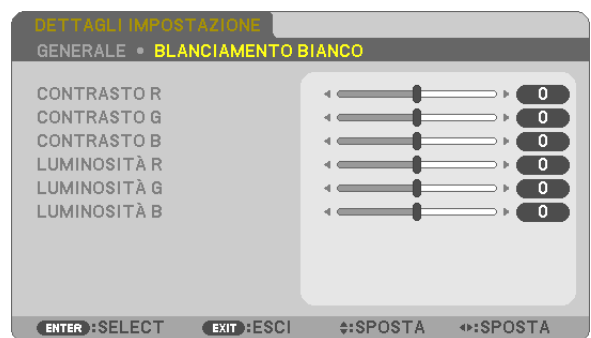 DETTAGLI IMPOSTAZIONE
GENERALE • BLANCIAMENTO BIANCO
CONTRASTO R 0
CONTRASTO G 0
CONTRASTO B 0
LUMINOSITÀ R 0
LUMINOSITÀ G 0
LUMINOSITÀ B 0
ENTER :SELECT EXIT :ESCI :SPOSTA :SPOSTA